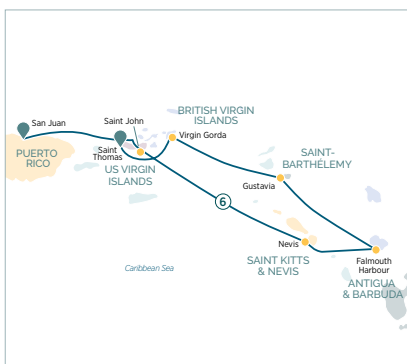 San Juan
Saint John
BRITISH VIRGIN
ISLANDS
Virgin Gorda
PUERTO
RICO
Saint
Thomas
US VIRGIN
ISLANDS
SAINT-
BARTHÉLEMY
Gustavia
6
Nevis
Caribbean Sea
SAINT KITTS
& NEVIS
Falmouth
Harbour
ANTIGUA
& BARBUDA